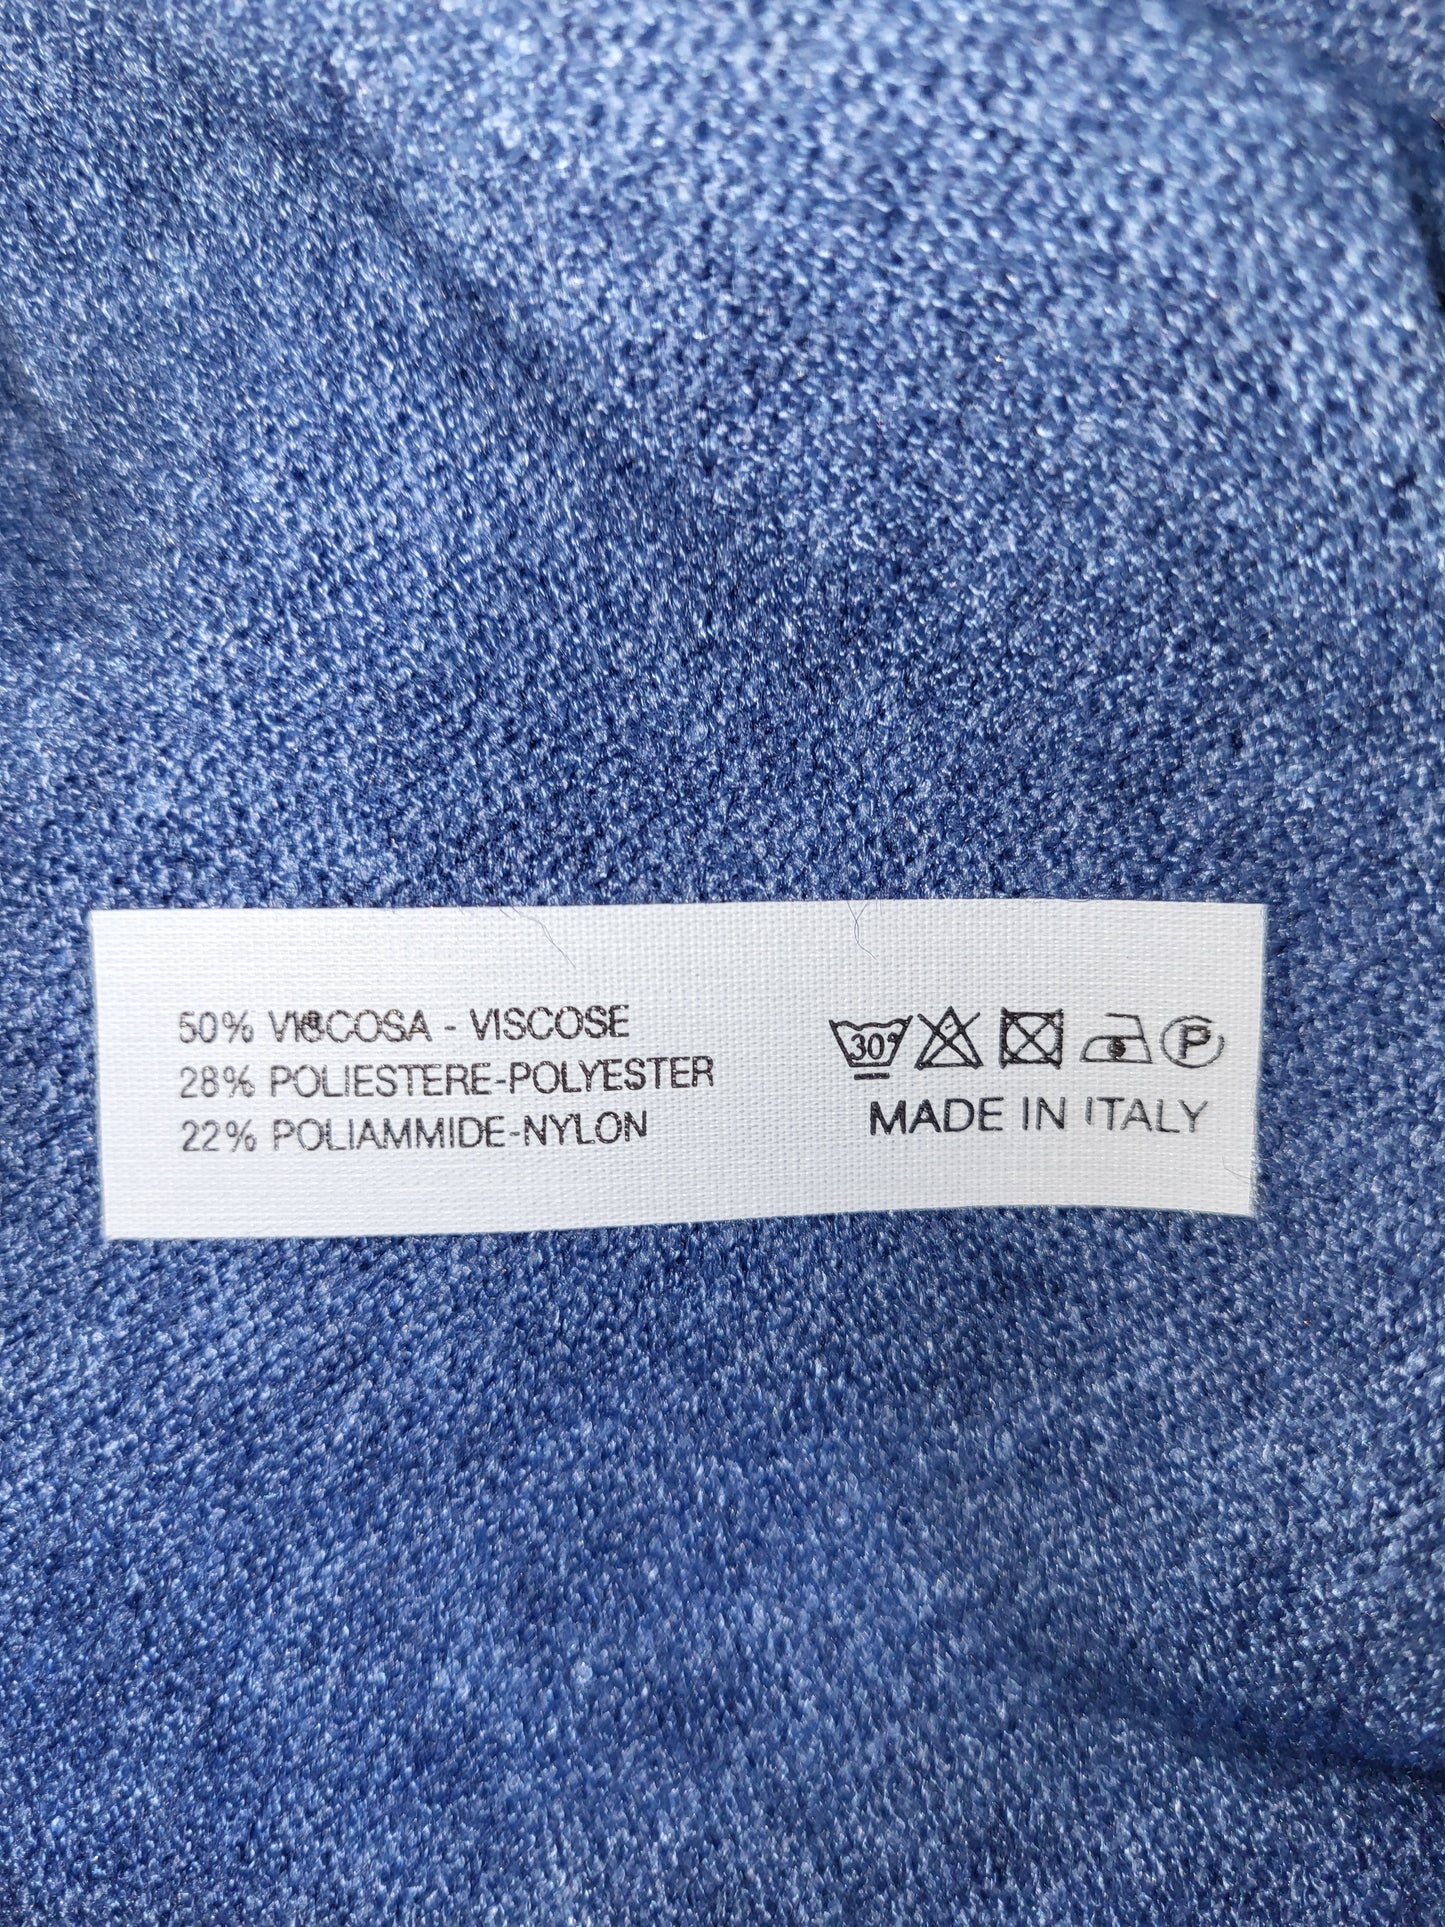 50% VISCOSA - VISCOSE
28% POLIESTERE-POLYESTER
22% POLIAMMIDE-NYLON
30°
P
MADE IN ITALY